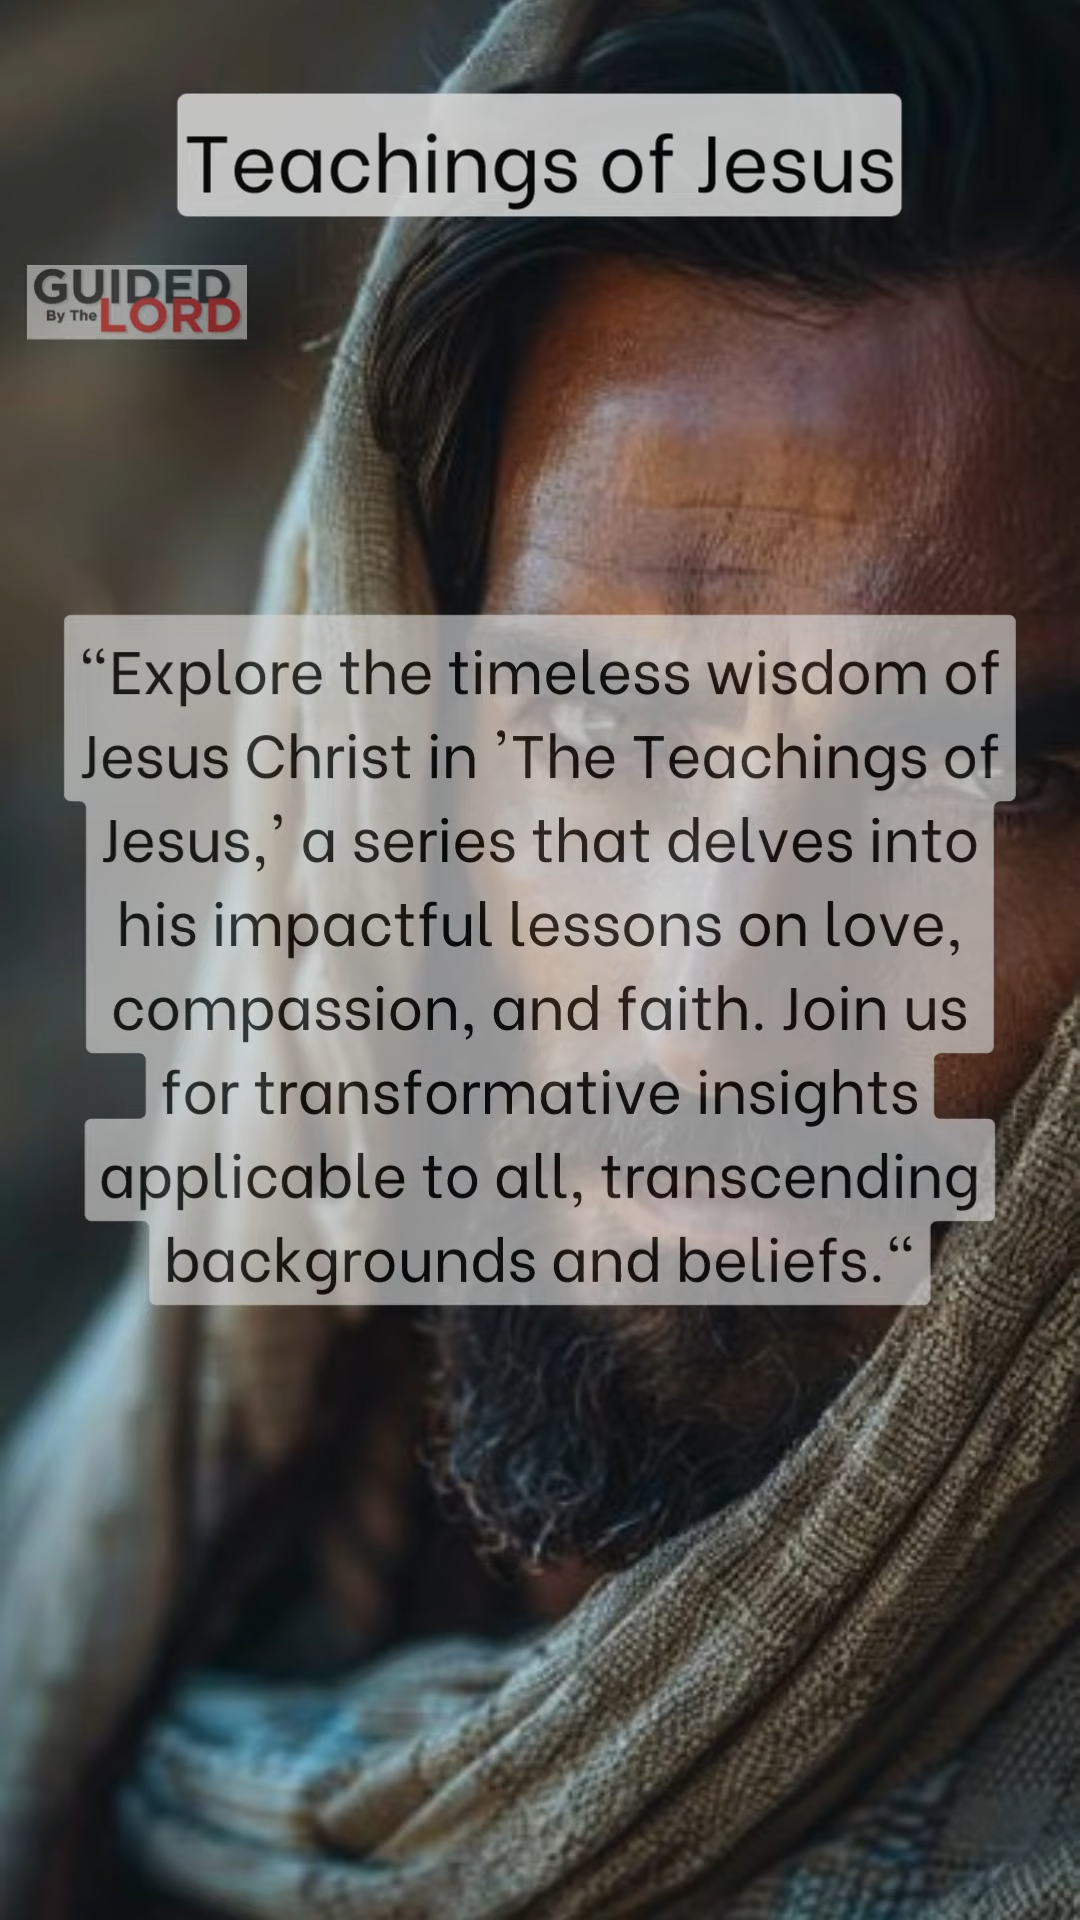 Teachings of Jesus
GUIDED
By The LORD
“Explore the timeless wisdom of
Jesus Christ in ’The Teachings of
Jesus,’ a series that delves into
his impactful lessons on love,
compassion, and faith. Join us
for transformative insights
applicable to all, transcending
backgrounds and beliefs.“